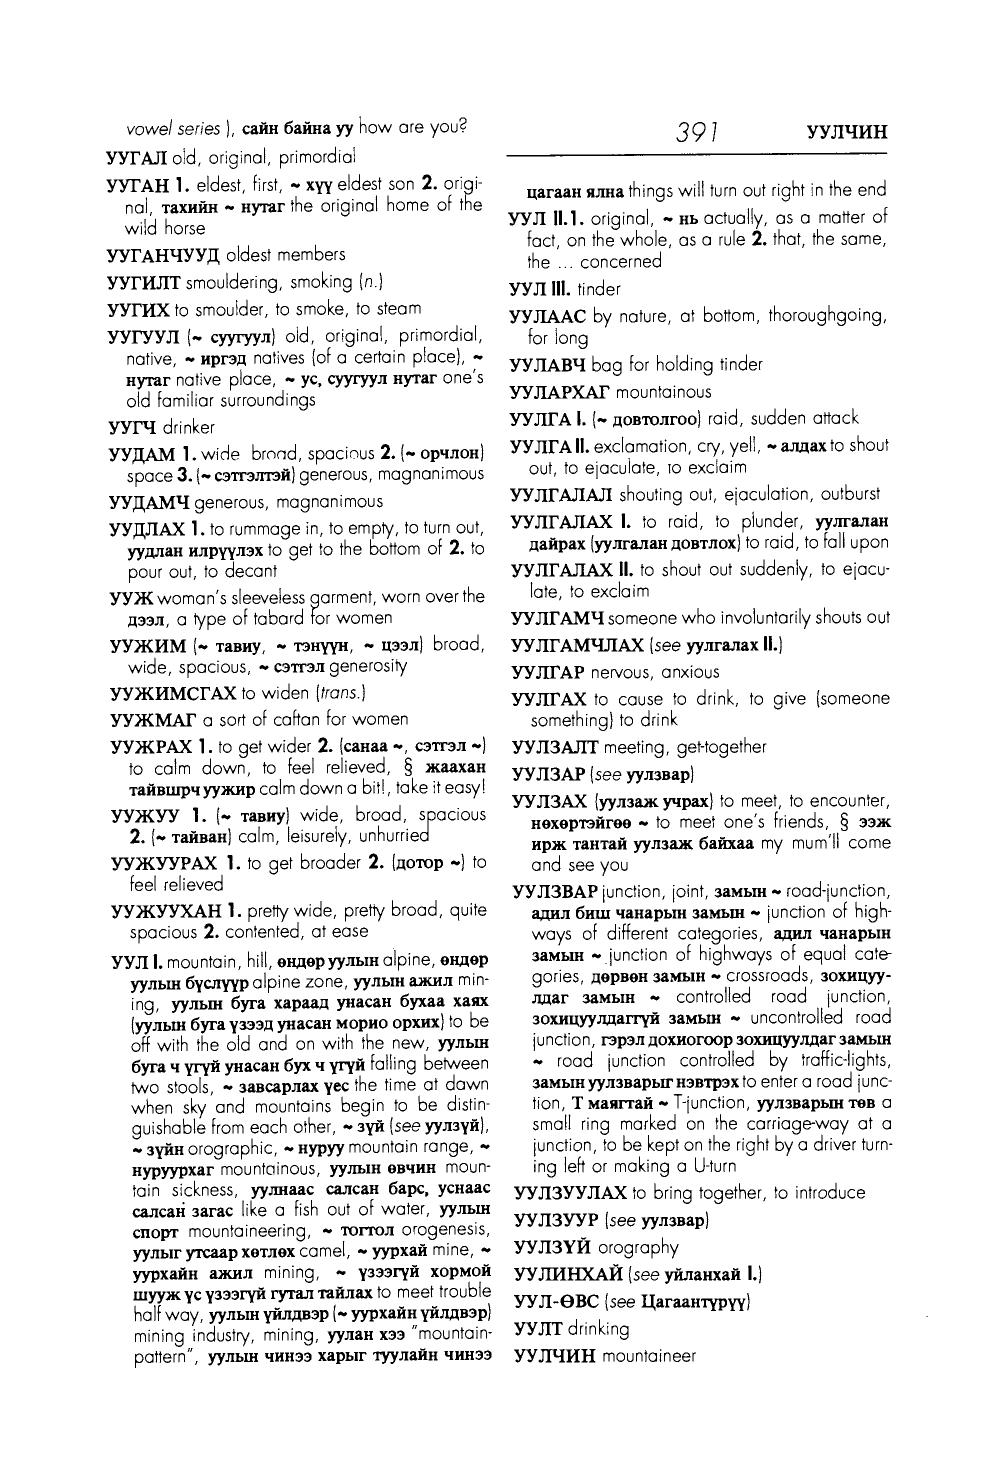 vowel series ), сайн байна уу how are you?
УУГАЛ old, original, primordial
УУГАН 1. eldest, first, ~ хүү eldest son 2. origi-
nal, тахийн ~ нутаг the original home of the
wild horse
УУГАНЧУУД oldest members
УУГИЛТ smouldering, smoking (n.)
УУГИХ to smoulder, to smoke, to steam
УУГУУЛ (~ суугуул) old, original, primordial,
native, ~ иргэд natives (of a certain place), ~
нутаг native place, ~ ус, суугуул нутаг one's
old familiar surroundings
УУГЧ drinker
УУДАМ 1. wide broad, spacious 2. (~ орчлон)
space 3. (~ сэтгэлтэй) generous, magnanimous
УУДАМЧ generous, magnanimous
УУДЛАХ 1. to rummage in, to empty, to turn out,
уудлан илрүүлэх to get to the bottom of 2. to
pour out, to decant
УУЖ woman's sleeveless garment, worn over the
дээл, a type of tabard for women
УУЖИМ (~ тавиу, ~ тэнүүн, ~ цээл) broad,
wide, spacious, ~ сэтгэл generosity
УУЖИМСГАХ to widen (trans.)
УУЖМАГ a sort of caftan for women
УУЖРАХ 1. to get wider 2. (санаа ~, сэтгэл ~)
to calm down, to feel relieved, § жаахан
тайвшрч уужир calm down a bit!, take it easy!
УУЖУУ 1. (~ тавиу) wide, broad, spacious
2. (~ тайван) calm, leisurely, unhurried
УУЖУУРАХ 1. to get broader 2. (дотор ~) to
feel relieved
УУЖУУХАН 1. pretty wide, pretty broad, quite
spacious 2. contented, at ease
УУЛ I. mountain, hill, өндөр уулын alpine, өндөр
уулын бүслүүр alpine zone, уулын ажил min-
ing, уулын буга хараад унасан бухаа хаях
(уулын буга үзээд унасан морио орхих) to be
off with the old and on with the new, уулын
буга ч үгүй унасан бух ч үгүй falling between
two stools, ~ завсарлах үес the time at dawn
when sky and mountains begin to be distin-
guishable from each other, ~ зүй (see уулзүй),
~ зүйн orographic, ~ нуруу mountain range, ~
нуруурхаг mountainous, уулын өвчин moun-
tain sickness, уулнаас салсан барс, уснаас
салсан загас like a fish out of water, уулын
спорт mountaineering, ~ тогтол orogenesis,
уулыг утсаар хөтлөх camel, ~ уурхай mine, ~
уурхайн ажил mining, ~ үзээгүй хормой
шууж үс үзээгүй гутал тайлах to meet trouble
half way, уулын үйлдвэр (~ уурхайн үйлдвэр)
mining industry, mining, уулан хээ "mountain-
pattern", уулын чинээ харыг туулайн чинээ
391 УУЛЧИН
цагаан ялна things will turn out right in the end
УУЛ II.1. original, ~ нь actually, as a matter of
fact, on the whole, as a rule 2. that, the same,
the ... concerned
УУЛ III. tinder
УУЛААС by nature, at bottom, thoroughgoing,
for long
УУЛАВЧ bag for holding tinder
УУЛАРХАГ mountainous
УУЛГА I. (~ довтолгоо) raid, sudden attack
УУЛГА II. exclamation, cry, yell, ~ алдах to shout
out, to ejaculate, to exclaim
УУЛГАЛАЛ shouting out, ejaculation, outburst
УУЛГАЛАХ I. to raid, to plunder, уулгалан
дайрах (уулгалан довтлох) to raid, to fall upon
УУЛГАЛАХ II. to shout out suddenly, to ejacu-
late, to exclaim
УУЛГАМЧ someone who involuntarily shouts out
УУЛГАМЧЛАХ (see уулгалах II.)
УУЛГАР nervous, anxious
УУЛГАХ to cause to drink, to give (someone
something) to drink
УУЛЗАЛТ meeting, get-together
УУЛЗАР (see уулзвар)
УУЛЗАХ (уулзаж учрах) to meet, to encounter,
нөхөртэйгөө ~ to meet one's friends, § ээж
ирж тантай уулзаж байхаа my mum'll come
and see you
УУЛЗВАР junction, joint, замын ~ road-junction,
адил биш чанарын замын ~ junction of high-
ways of different categories, адил чанарын
замын ~ junction of highways of equal cate-
gories, дөрвөн замын ~ crossroads, зохицуу-
лдаг замын ~ controlled road junction,
зохицуулдаггүй замын ~ uncontrolled road
junction, гэрэл дохиогоор зохицуулдаг замын
~ road junction controlled by traffic-lights,
замын уулзварыг нэвтрэх to enter a road junc-
tion, Т маягтай ~ T-junction, уулзварын төв a
small ring marked on the carriage-way at a
junction, to be kept on the right by a driver turn-
ing left or making a U-turn
УУЛЗУУЛАХ to bring together, to introduce
УУЛЗУУР (see уулзвар)
УУЛЗҮЙ orography
УУЛИНХАЙ (see уйланхай I.)
УУЛ-ӨВС (see Цагаантүрүү)
УУЛТ drinking
УУЛЧИН mountaineer